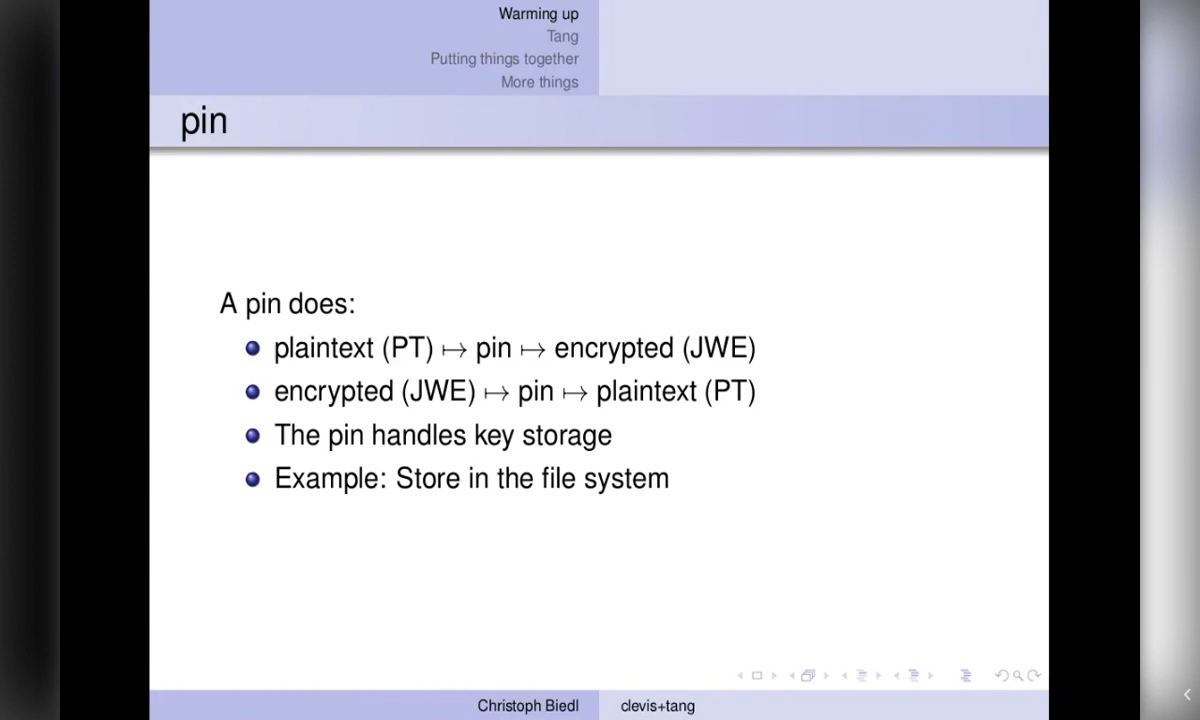 Warming up
Tang
Putting things together
More things
pin
A pin does:
plaintext (PT) ↦ pin ↦ encrypted (JWE)
encrypted (JWE) ↦ pin ↦ plaintext (PT)
The pin handles key storage
Example: Store in the file system
Christoph Biedl clevis+tang